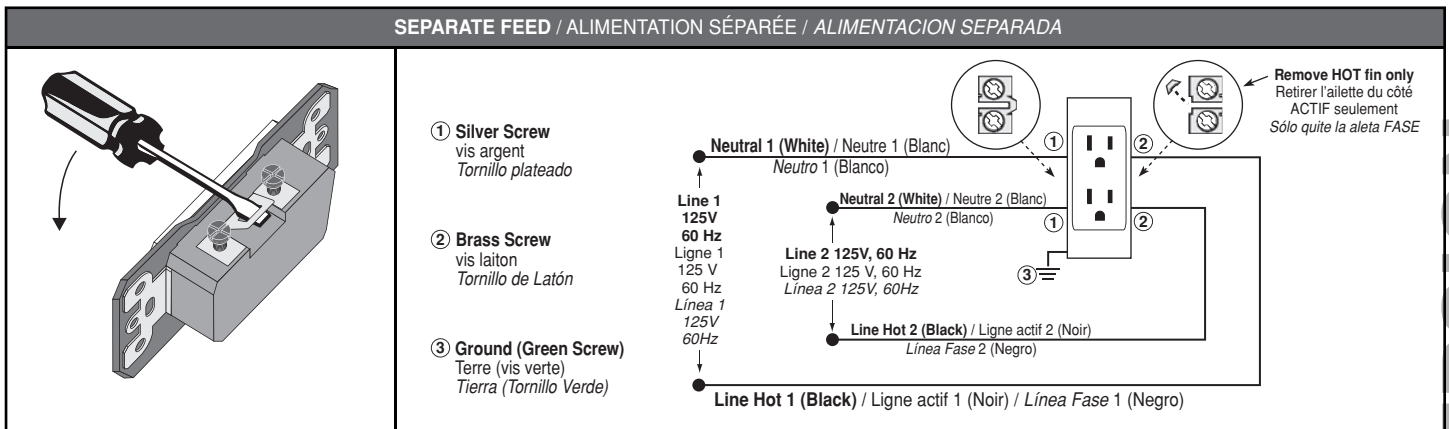 SEPARATE FEED / ALIMENTATION SÉPARÉE / ALIMENTACION SEPARADA
1 Silver Screw
vis argent
Tornillo plateado
2 Brass Screw
vis laiton
Tornillo de Latón
3 Ground (Green Screw)
Terre (vis verte)
Tierra (Tornillo Verde)
Remove HOT fin only
Retirer l'ailette du côté
ACTIF seulement
Sólo quite la aleta FASE
1
2
Neutral 1 (White) / Neutre 1 (Blanc)
Neutro 1 (Blanco)
Line 1
125V
60 Hz
Ligne 1
125 V
60 Hz
Línea 1
125V
60Hz
Neutral 2 (White) / Neutre 2 (Blanc)
Neutro 2 (Blanco)
1
2
Line 2 125V, 60 Hz
Ligne 2 125 V, 60 Hz
Línea 2 125V, 60Hz
3
Line Hot 2 (Black) / Ligne actif 2 (Noir)
Línea Fase 2 (Negro)
Line Hot 1 (Black) / Ligne actif 1 (Noir) / Línea Fase 1 (Negro)